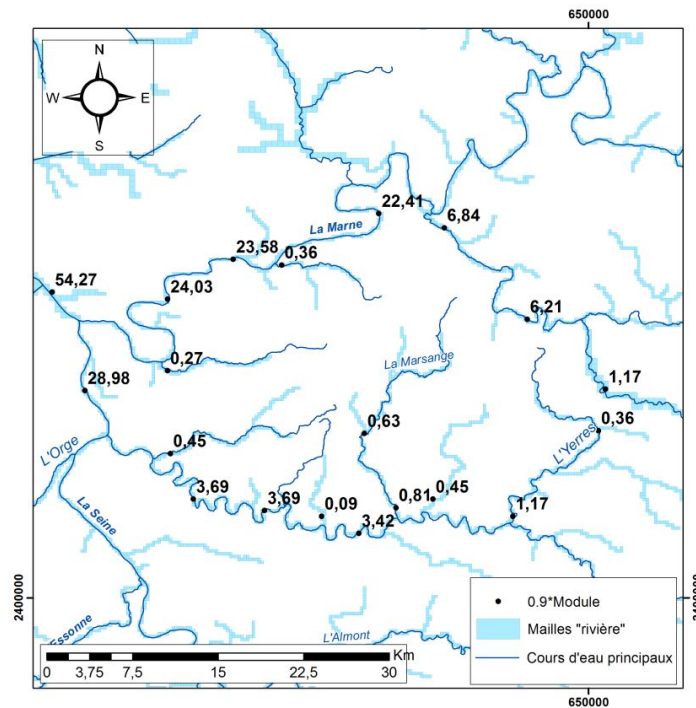 650000
N
W E
S
22,41
6,84
La Marne
23,58
0,36
54,27
24,03
6,21
La Marsange
0,27
1,17
28,98
0,63
0,36
L'Orge
0,45
L'Yerres
La Seine
3,69
3,69
0,09
0,81
0,45
3,42
1,17
2400000
2400000
0.9*Module
Mailles "rivière"
Cours d'eau principaux
Essonne
L'Almont
Km
0 3,75 7,5 15 22,5 30
650000